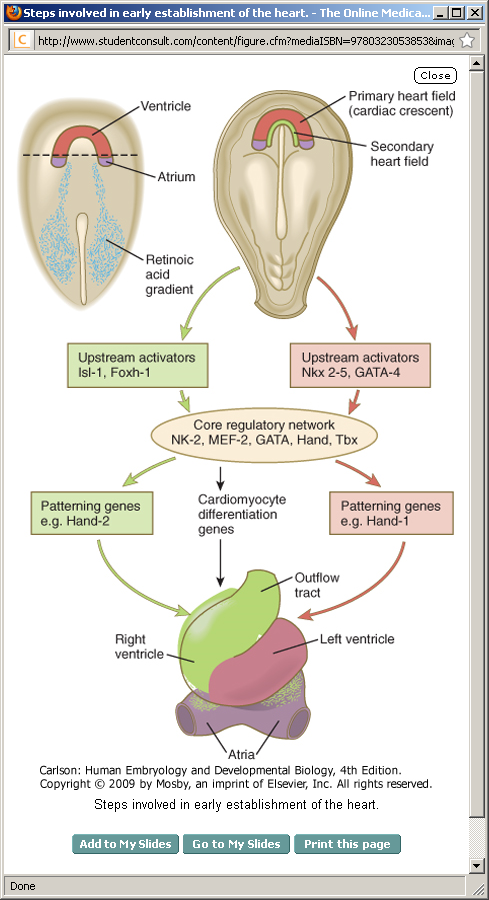 Steps involved in early establishment of the heart. - The Online Medica...
http://www.studentconsult.com/content/figure.cfm?mediaISBN=9780323053853&imag
Close
Ventricle
Atrium
Retinoic
acid
gradient
Primary heart field
(cardiac crescent)
Secondary
heart field
Upstream activators
Isl-1, Foxh-1
Upstream activators
Nkx 2-5, GATA-4
Core regulatory network
NK-2, MEF-2, GATA, Hand, Tbx
Patterning genes
e.g. Hand-2
Cardiomyocyte
differentiation
genes
Patterning genes
e.g. Hand-1
Outflow
tract
Right
ventricle
Left ventricle
Atria
Carlson: Human Embryology and Developmental Biology, 4th Edition.
Copyright © 2009 by Mosby, an imprint of Elsevier, Inc. All rights reserved.
Steps involved in early establishment of the heart.
Add to My Slides
Go to My Slides
Print this page
Done